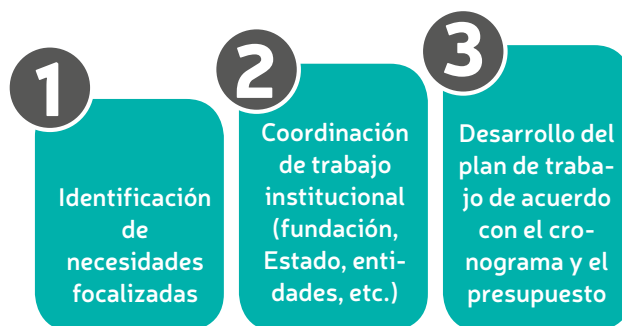 1
Identificación
de
necesidades
focalizadas
2
Coordinación
de trabajo
institucional
(fundación,
Estado, enti-
dades, etc.)
3
Desarrollo del
plan de traba-
jo de acuerdo
con el cro-
nograma y el
presupuesto